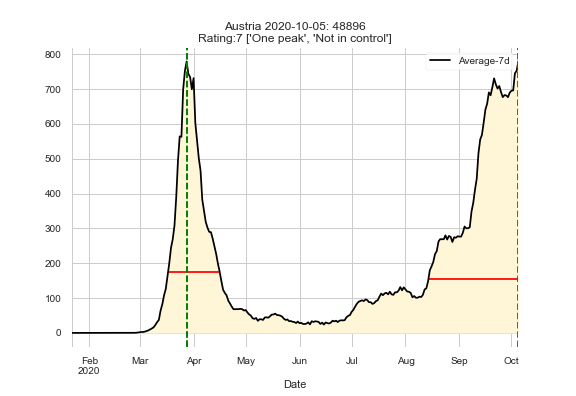 Austria 2020-10-05: 48896
Rating:7 ['One peak', 'Not in control']
Average-7d
800
700
600
500
400
300
200
100
0
Feb
2020
Mar
Apr
May
Jun
Jul
Aug
Sep
Oct
Date